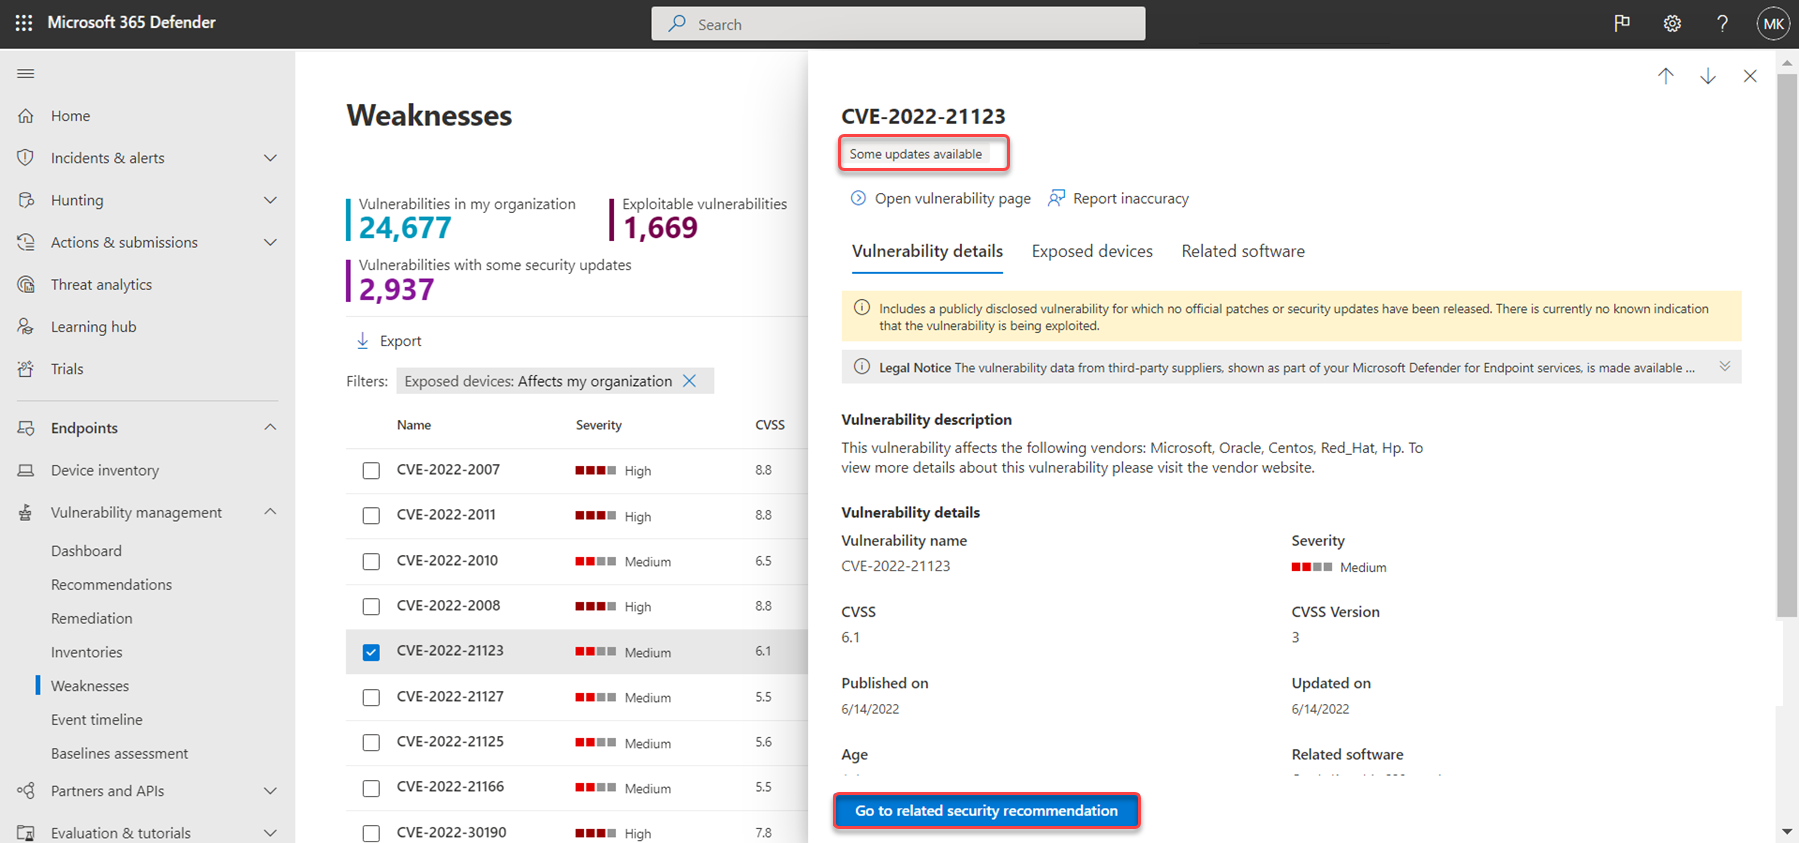 Microsoft 365 Defender
Search
MK
Home
Incidents & alerts
Hunting
Actions & submissions
Threat analytics
Learning hub
Trials
Endpoints
Device inventory
Vulnerability management
Dashboard
Recommendations
Remediation
Inventories
Weaknesses
Event timeline
Baselines assessment
Partners and APIs
Evaluation & tutorials
Weaknesses
Vulnerabilities in my organization
24,677
Exploitable vulnerabilities
1,669
Vulnerabilities with some security updates
2,937
Export
Filters: Exposed devices: Affects my organization
Name Severity CVSS
CVE-2022-2007 High 8.8
CVE-2022-2011 High 8.8
CVE-2022-2010 Medium 6.5
CVE-2022-2008 High 8.8
CVE-2022-21123 Medium 6.1
CVE-2022-21127 Medium 5.5
CVE-2022-21125 Medium 5.6
CVE-2022-21166 Medium 5.5
CVE-2022-30190 High 7.8
CVE-2022-21123
Some updates available
Open vulnerability page Report inaccuracy
Vulnerability details Exposed devices Related software
Includes a publicly disclosed vulnerability for which no official patches or security updates have been released. There is currently no known indication
that the vulnerability is being exploited.
Legal Notice The vulnerability data from third-party suppliers, shown as part of your Microsoft Defender for Endpoint services, is made available ...
Vulnerability description
This vulnerability affects the following vendors: Microsoft, Oracle, Centos, Red_Hat, Hp. To
view more details about this vulnerability please visit the vendor website.
Vulnerability details
Vulnerability name
CVE-2022-21123
Severity
Medium
CVSS
6.1
CVSS Version
3
Published on
6/14/2022
Updated on
6/14/2022
Age
Related software
Go to related security recommendation